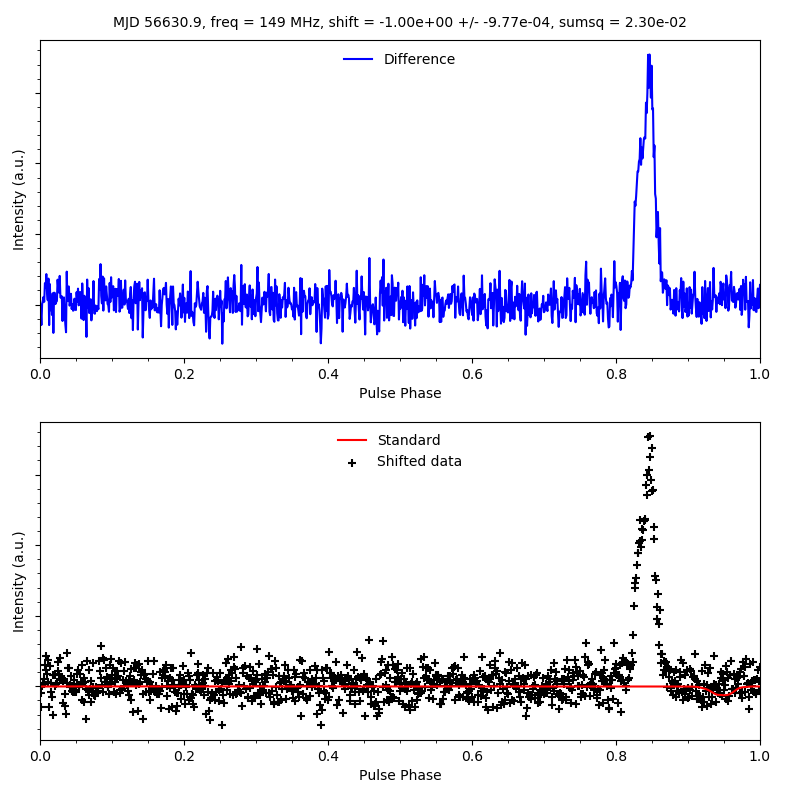 MJD 56630.9, freq = 149 MHz, shift = -1.00e+00 +/- -9.77e-04, sumsq = 2.30e-02
Difference
Intensity (a.u.)
0.0 0.2 0.4 0.6 0.8 1.0
Pulse Phase
Standard
Shifted data
Intensity (a.u.)
0.0 0.2 0.4 0.6 0.8 1.0
Pulse Phase